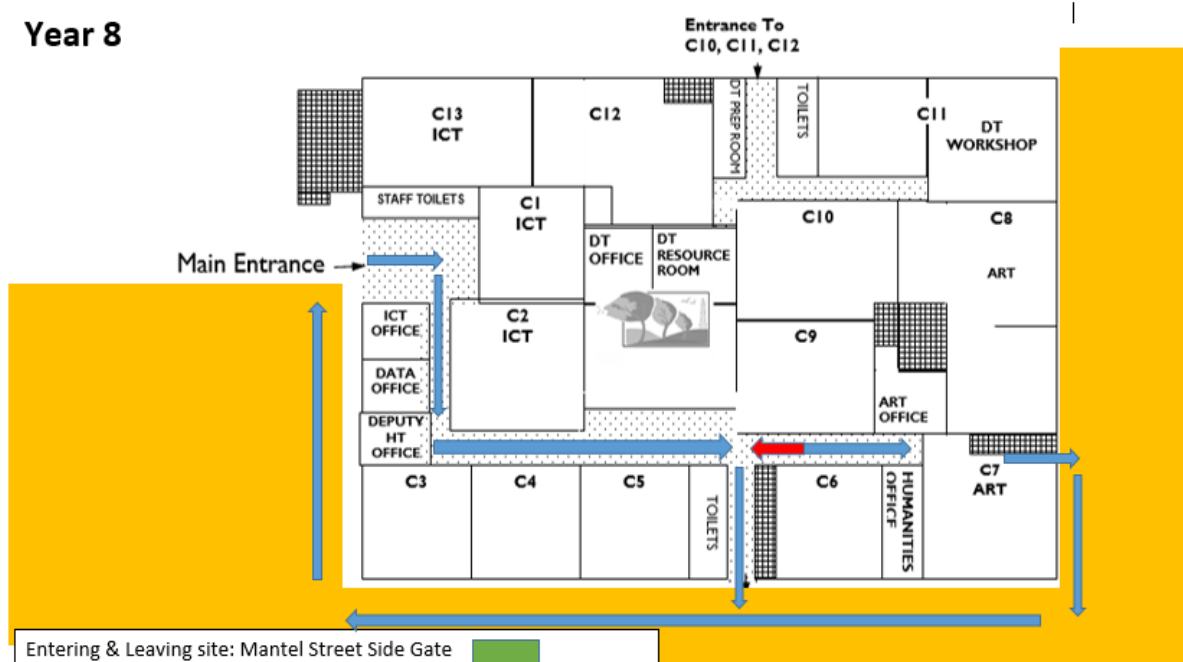 Year 8
Entrance To
C10, C11, C12
C13
ICT
C12
DT PREP ROOM
TOILETS
C11
DT
WORKSHOP
STAFF TOILETS
C1
ICT
C10
C8
ART
DT
OFFICE
DT
RESOURCE
ROOM
Main Entrance
ICT
OFFICE
C2
ICT
C9
DATA
OFFICE
ART
OFFICE
DEPUTY
HT
OFFICE
C3
C4
C5
TOILETS
C6
HUMANITIES
OFFICE
C7
ART
Entering & Leaving site: Mantel Street Side Gate